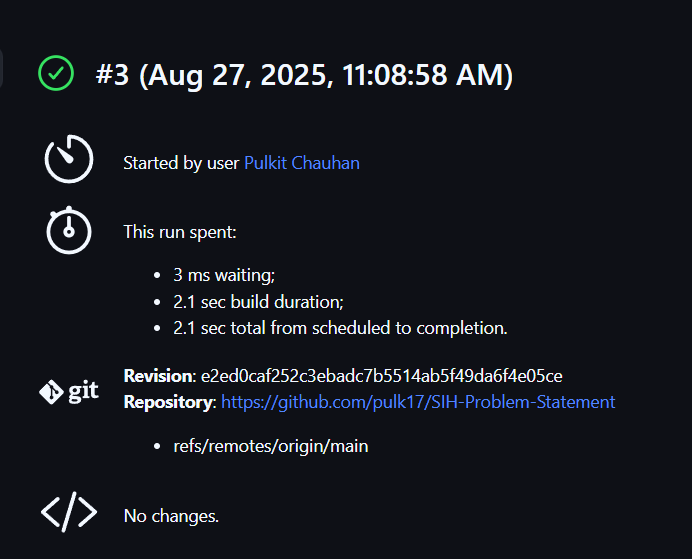 #3 (Aug 27, 2025, 11:08:58 AM)
Started by user Pulkit Chauhan
This run spent:
3 ms waiting;
2.1 sec build duration;
2.1 sec total from scheduled to completion.
git
Revision: e2ed0caf252c3ebadc7b5514ab5f49da6f4e05ce
Repository: https://github.com/pulk17/SIH-Problem-Statement
refs/remotes/origin/main
No changes.